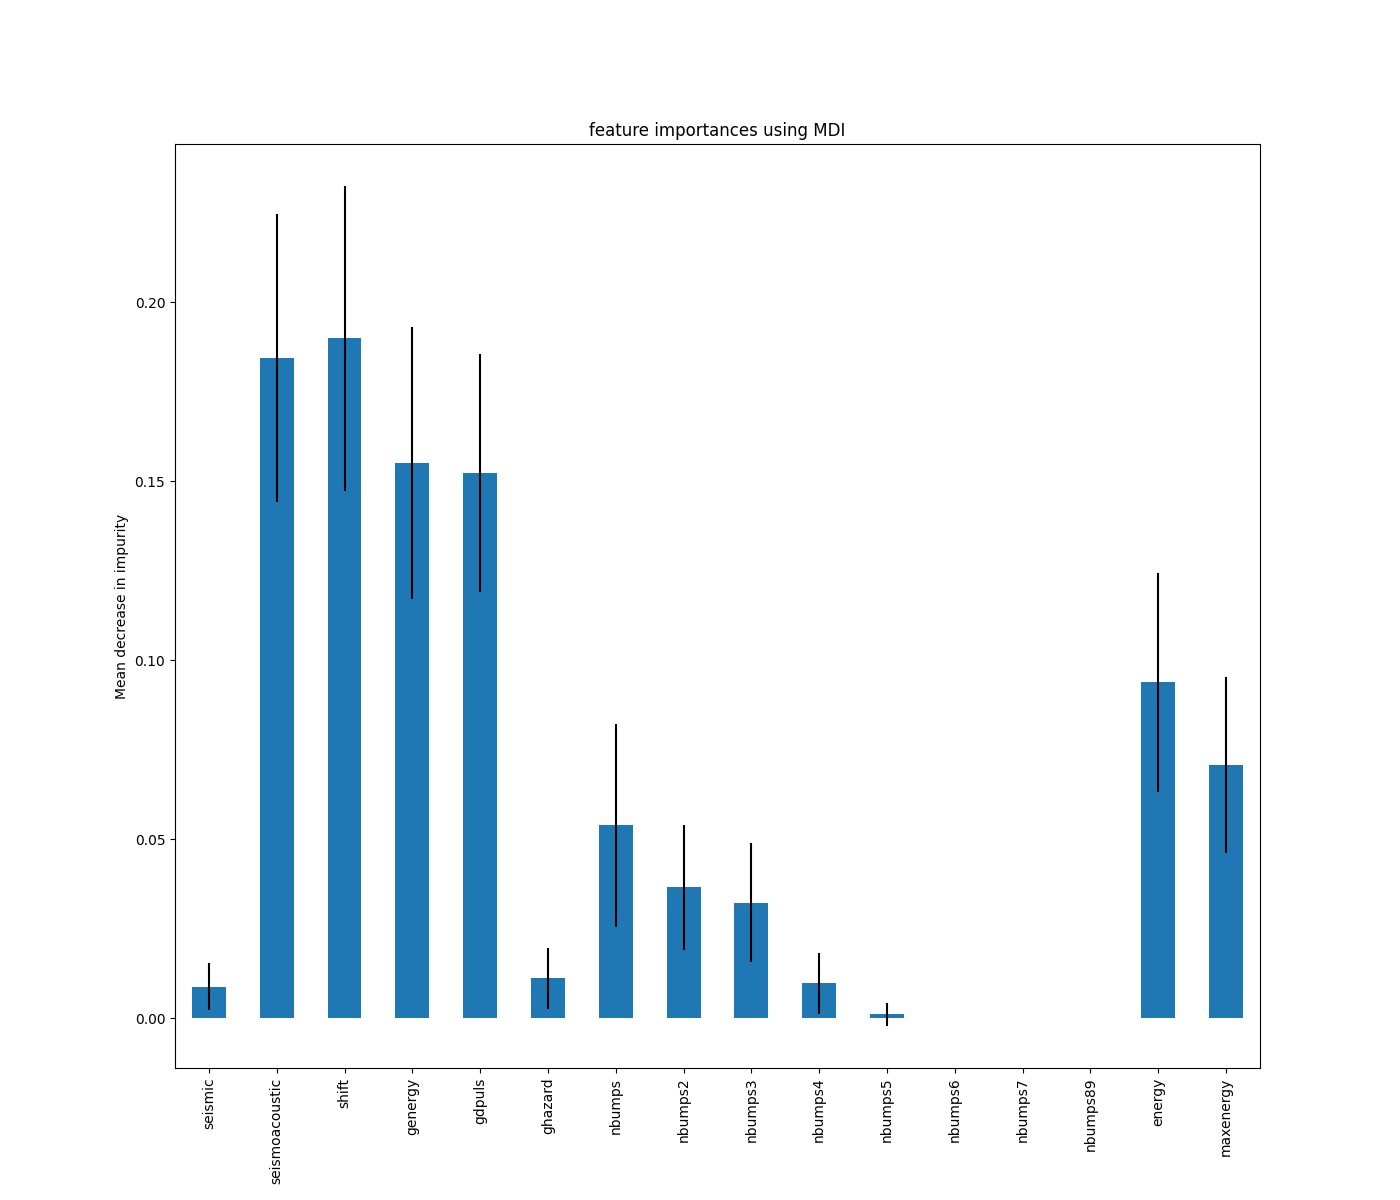 feature importances using MDI
Mean decrease in impurity
0.20
0.15
0.10
0.05
0.00
seismic
seismoacoustic
shift
genergy
gdpuls
ghazard
nbumps
nbumps2
nbumps3
nbumps4
nbumps5
nbumps6
nbumps7
nbumps89
energy
maxenergy